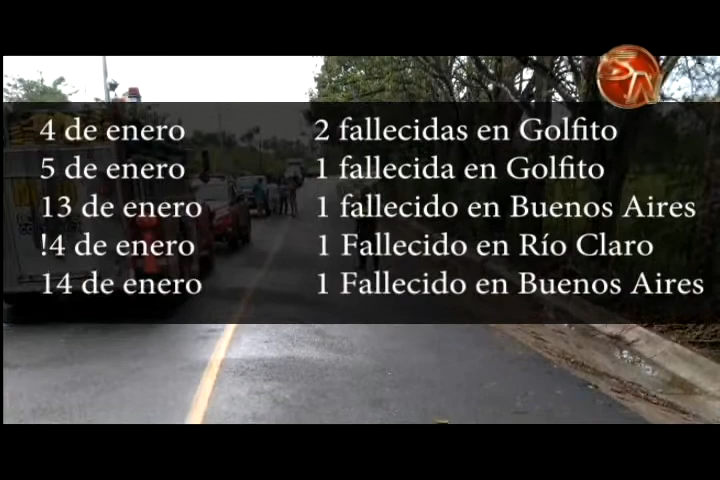 4 de enero 2 fallecidas en Golfito
5 de enero 1 fallecida en Golfito
13 de enero 1 fallecido en Buenos Aires
!4 de enero 1 Fallecido en Río Claro
14 de enero 1 Fallecido en Buenos Aires